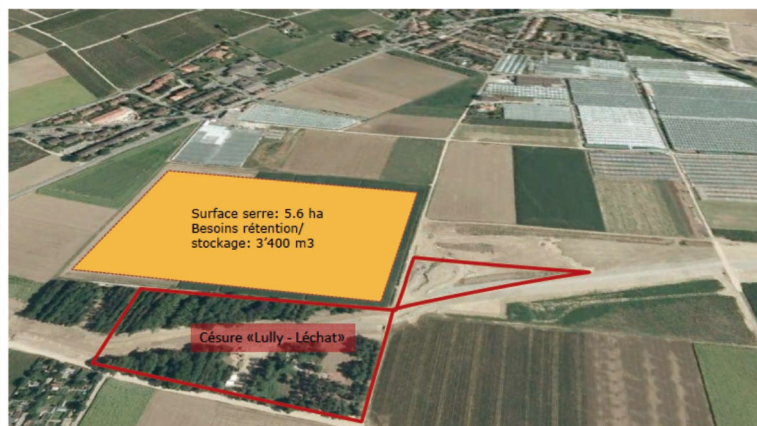 Surface serre: 5.6 ha
Besoins rétention/
stockage: 3'400 m3
Césure «Lully - Léchat»